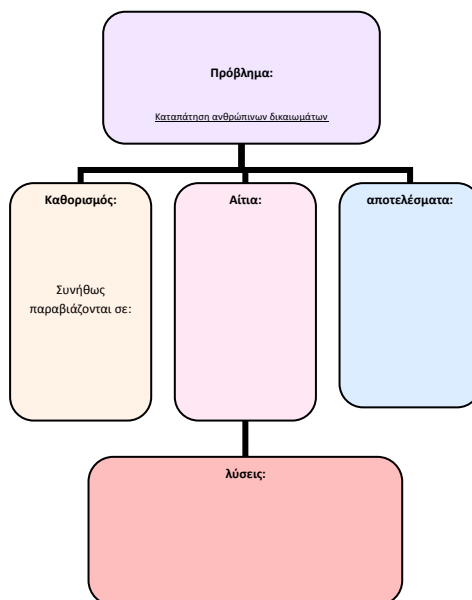 Πρόβλημα:
Καταπάτηση ανθρώπινων δικαιωμάτων
Καθορισμός:
Συνήθως
παραβιάζονται σε:
Αίτια:
αποτελέσματα:
λύσεις: